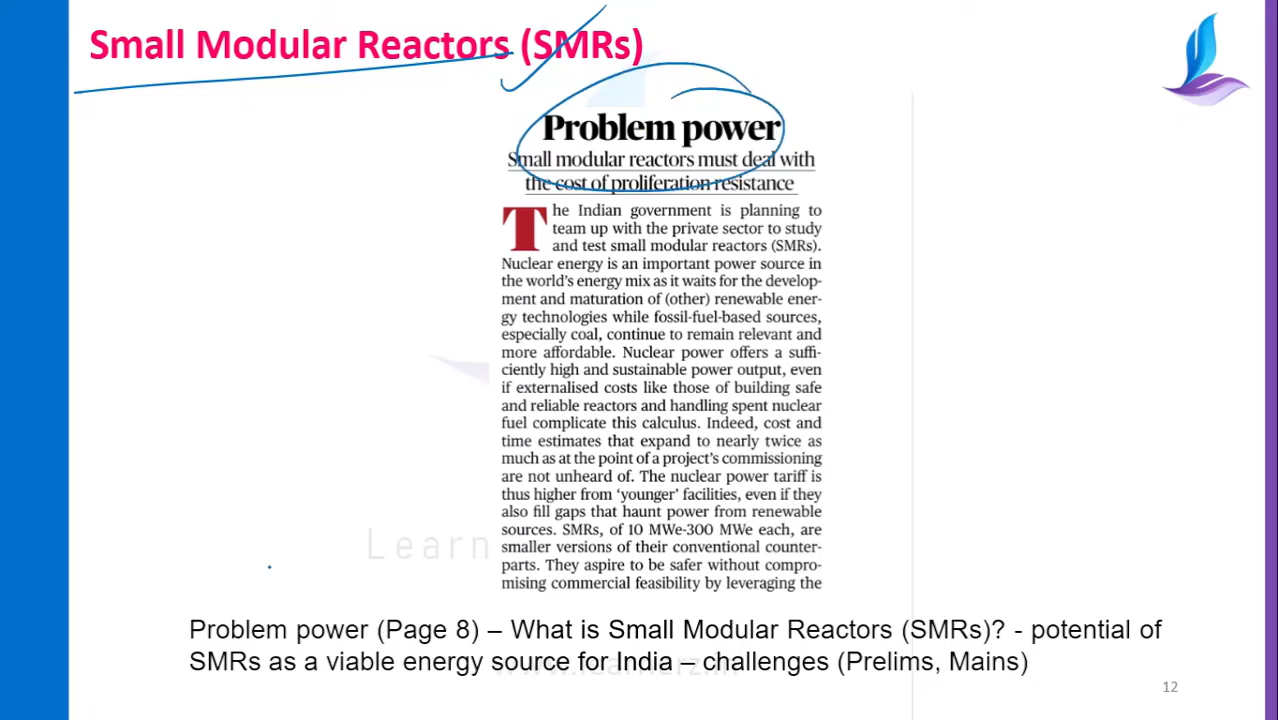 Small Modular Reactors (SMRs)
Problem power
Small modular reactors must deal with
the cost of proliferation resistance
The Indian government is planning to
team up with the private sector to study
and test small modular reactors (SMRs).
Nuclear energy is an important power source in
the world's energy mix as it waits for the develop-
ment and maturation of (other) renewable ener-
gy technologies while fossil-fuel-based sources,
especially coal, continue to remain relevant and
more affordable. Nuclear power offers a suffi-
ciently high and sustainable power output, even
if externalised costs like those of building safe
and reliable reactors and handling spent nuclear
fuel complicate this calculus. Indeed, cost and
time estimates that expand to nearly twice as
much as at the point of a project's commissioning
are not unheard of. The nuclear power tariff is
thus higher from 'younger' facilities, even if they
also fill gaps that haunt power from renewable
sources. SMRs, of 10 MWe-300 MWe each, are
smaller versions of their conventional counter-
parts. They aspire to be safer without compro-
mising commercial feasibility by leveraging the
Learn
Problem power (Page 8) – What is Small Modular Reactors (SMRs)? - potential of
SMRs as a viable energy source for India – challenges (Prelims, Mains)
12